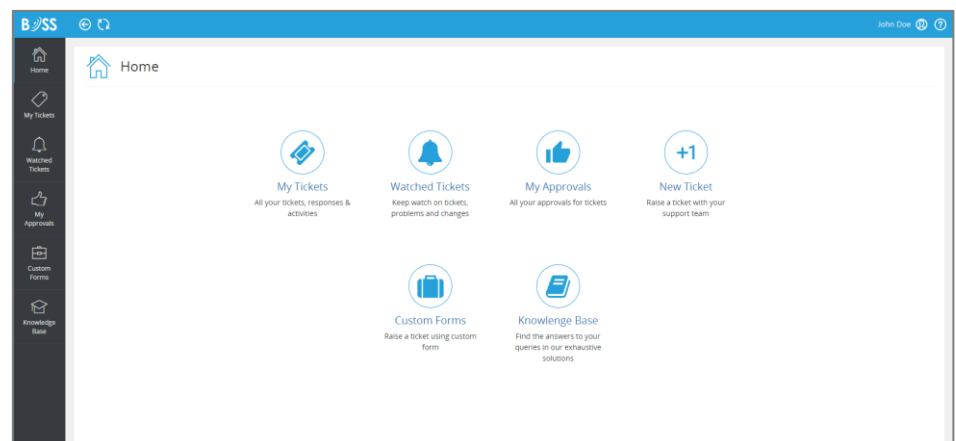 BOSS
John Doe
Home
My Tickets
Watched
Tickets
My
Approvals
Custom
Forms
Knowledge
Base
Home
My Tickets
All your tickets, responses &
activities
Watched Tickets
Keep watch on tickets,
problems and changes
My Approvals
All your approvals for tickets
+1
New Ticket
Raise a ticket with your
support team
Custom Forms
Raise a ticket using custom
form
Knowlenge Base
Find the answers to your
queries in our exhaustive
solutions